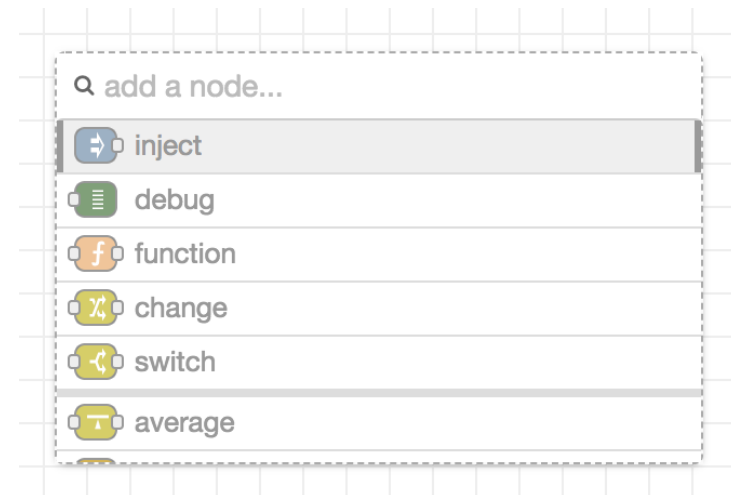 add a node...
inject
debug
function
change
switch
average